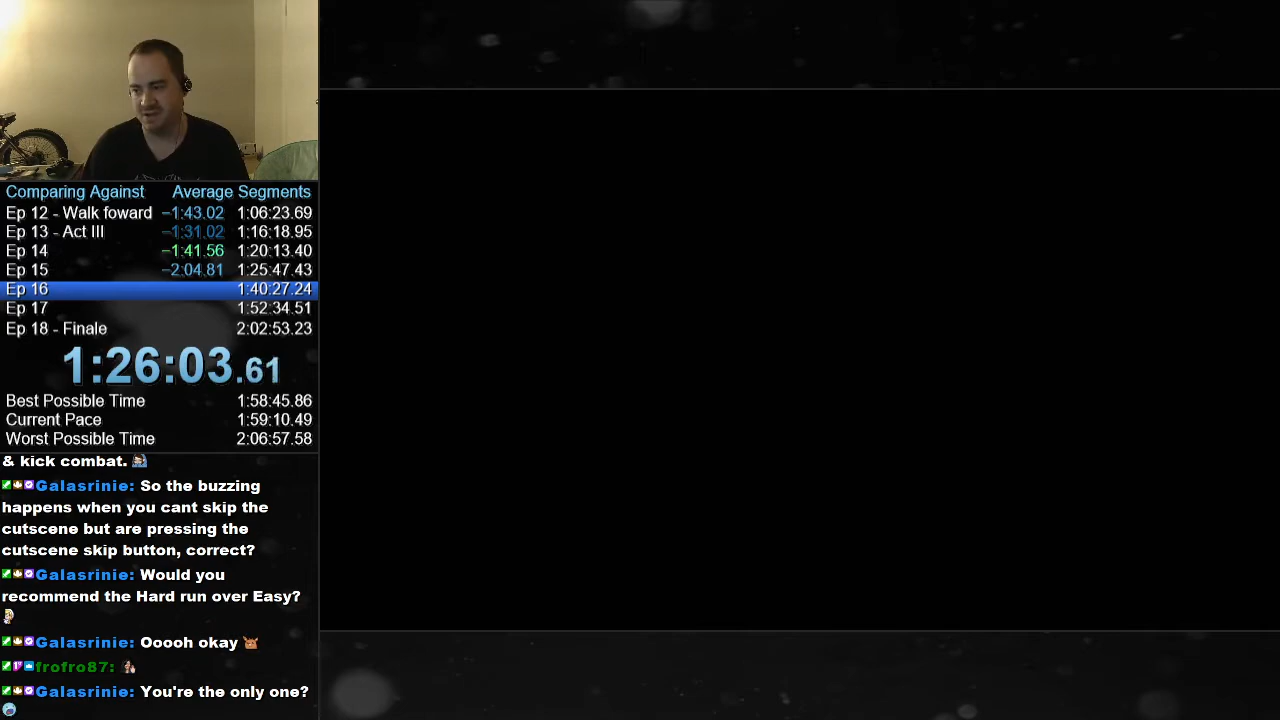 Comparing Against Average Segments
Ep 12 - Walk foward −1:43.02 1:06:23.69
Ep 13 - Act III −1:31.02 1:16:18.95
Ep 14 −1:41.56 1:20:13.40
Ep 15 −2:04.81 1:25:47.43
Ep 16 1:40:27.24
Ep 17 1:52:34.51
Ep 18 - Finale 2:02:53.23
1:26:03.61
Best Possible Time 1:58:45.86
Current Pace 1:59:10.49
Worst Possible Time 2:06:57.58
& kick combat.
Galasrinie: So the buzzing
happens when you cant skip the
cutscene but are pressing the
cutscene skip button, correct?
Galasrinie: Would you
recommend the Hard run over Easy?
Galasrinie: Ooooh okay
frofro87:
Galasrinie: You're the only one?